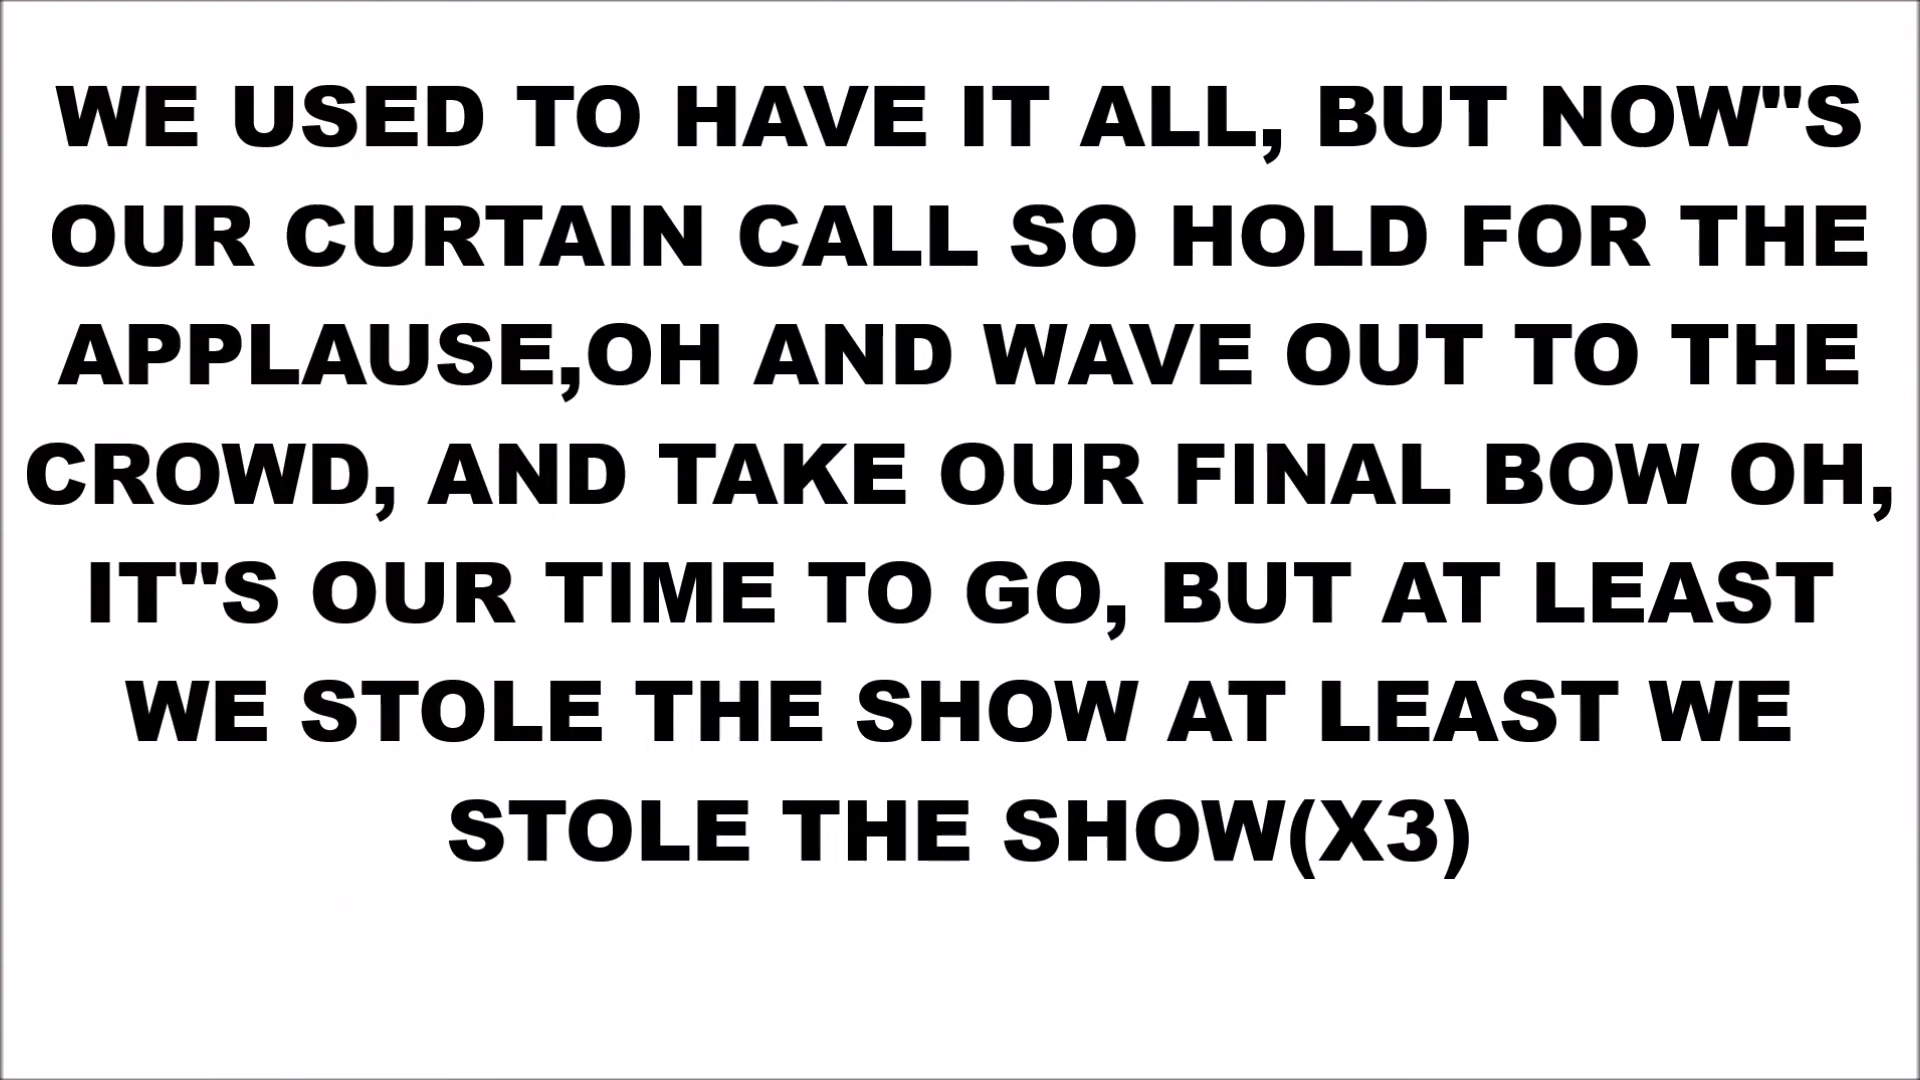 WE USED TO HAVE IT ALL, BUT NOW"S
OUR CURTAIN CALL SO HOLD FOR THE
APPLAUSE,OH AND WAVE OUT TO THE
CROWD, AND TAKE OUR FINAL BOW OH,
IT"S OUR TIME TO GO, BUT AT LEAST
WE STOLE THE SHOW AT LEAST WE
STOLE THE SHOW(X3)